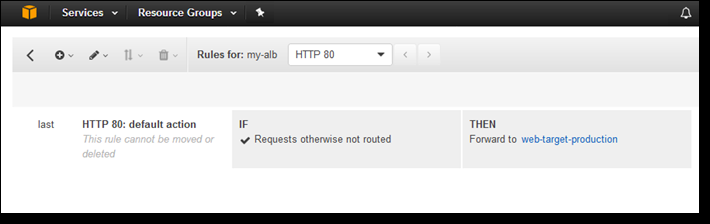 Services Resource Groups
Rules for: my-alb HTTP 80
last HTTP 80: default action IF THEN
This rule cannot be moved or deleted Requests otherwise not routed Forward to web-target-production